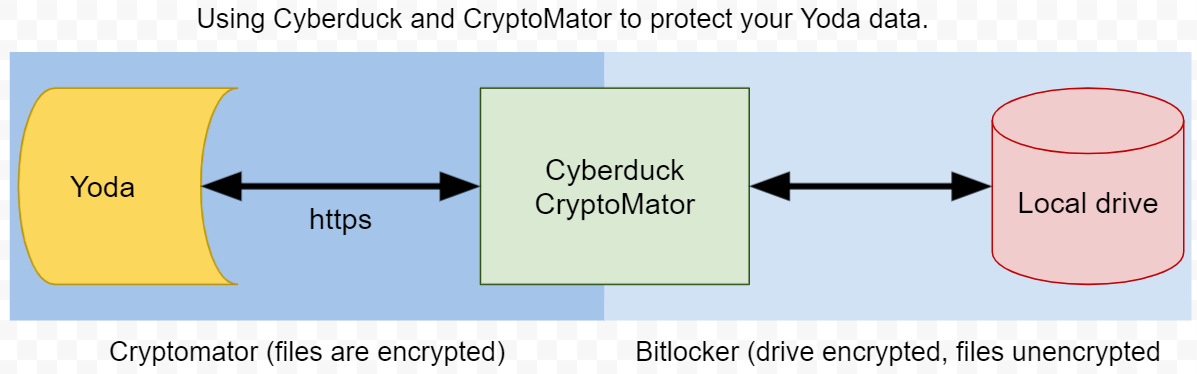 Using Cyberduck and CryptoMator to protect your Yoda data.
Yoda
https
Cyberduck
CryptoMator
Local drive
Cryptomator (files are encrypted)
Bitlocker (drive encrypted, files unencrypted